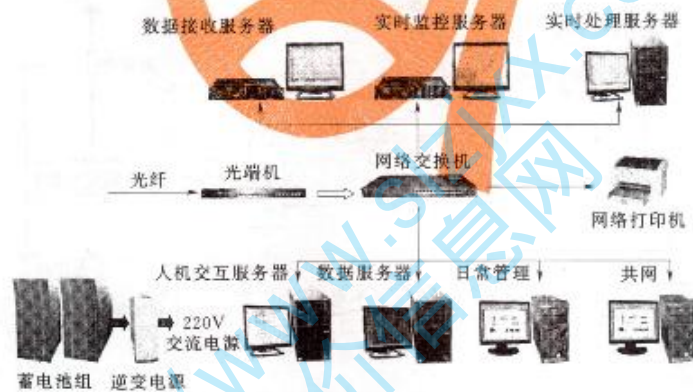 数据接收服务器 实时监控服务器 实时处理服务器
光纤 光端机 网络交换机
网络打印机
人机交互服务器 数据服务器 日常管理 共网
220V
交流电源
蓄电池组 逆变电源